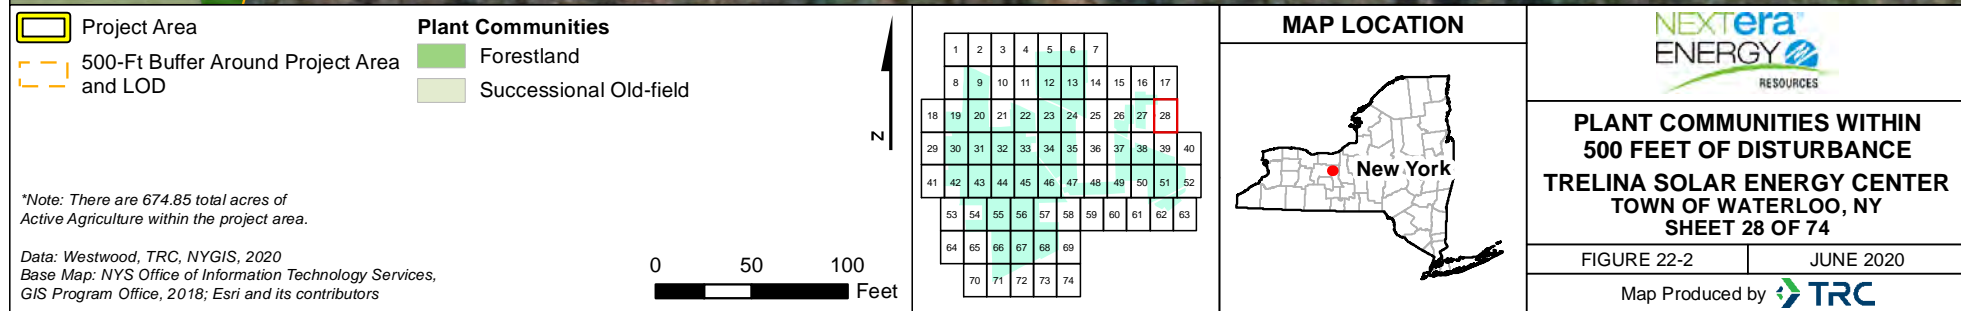 Project Area
500-Ft Buffer Around Project Area
and LOD
Plant Communities
Forestland
Successional Old-field
*Note: There are 674.85 total acres of
Active Agriculture within the project area.
Data: Westwood, TRC, NYGIS, 2020
Base Map: NYS Office of Information Technology Services,
GIS Program Office, 2018; Esri and its contributors
N
0 50 100
Feet
1 2 3 4 5 6 7
8 9 10 11 12 13 14 15 16 17
18 19 20 21 22 23 24 25 26 27 28
29 30 31 32 33 34 35 36 37 38 39 40
41 42 43 44 45 46 47 48 49 50 51 52
53 54 55 56 57 58 59 60 61 62 63
64 65 66 67 68 69
70 71 72 73 74
MAP LOCATION
New York
NEXTera
ENERGY
RESOURCES
PLANT COMMUNITIES WITHIN
500 FEET OF DISTURBANCE
TRELINA SOLAR ENERGY CENTER
TOWN OF WATERLOO, NY
SHEET 28 OF 74
FIGURE 22-2
JUNE 2020
Map Produced by TRC